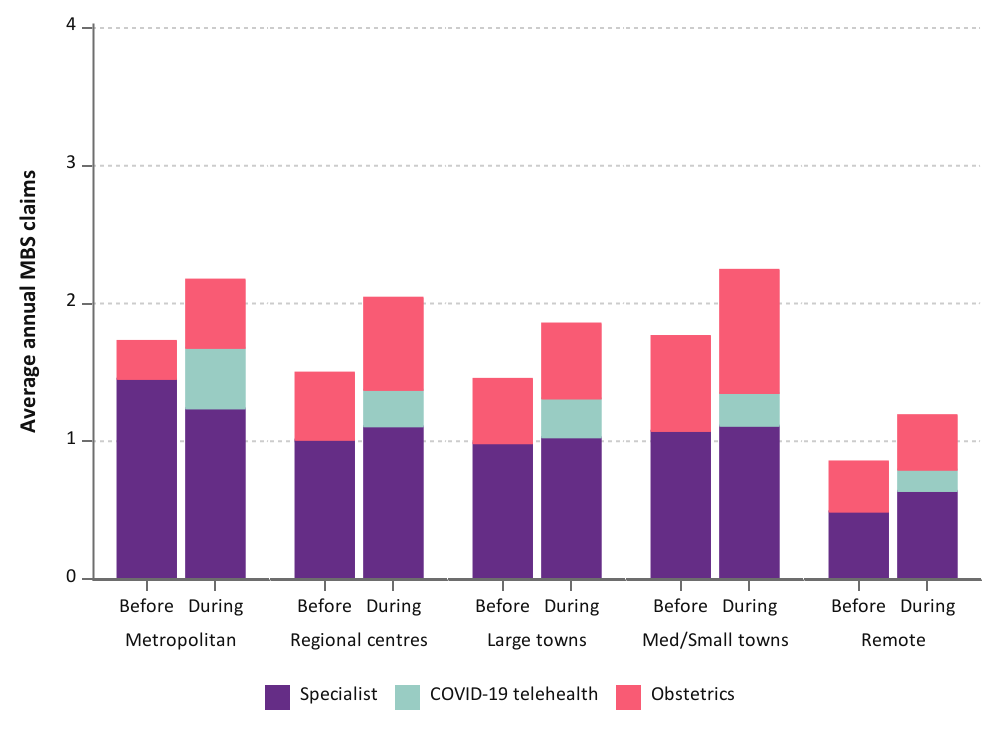 4
3
2
1
0
Average annual MBS claims
Before During Before During Before During Before During Before During
Metropolitan Regional centres Large towns Med/Small towns Remote
Specialist COVID-19 telehealth Obstetrics